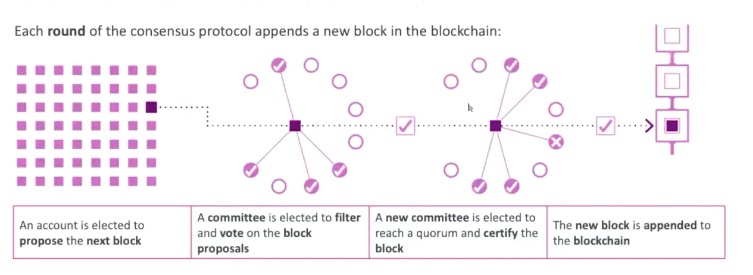 Each round of the consensus protocol appends a new block in the blockchain:
An account is elected to
propose the next block
A committee is elected to filter
and vote on the block
proposals
A new committee is elected to
reach a quorum and certify the
block
The new block is appended to
the blockchain